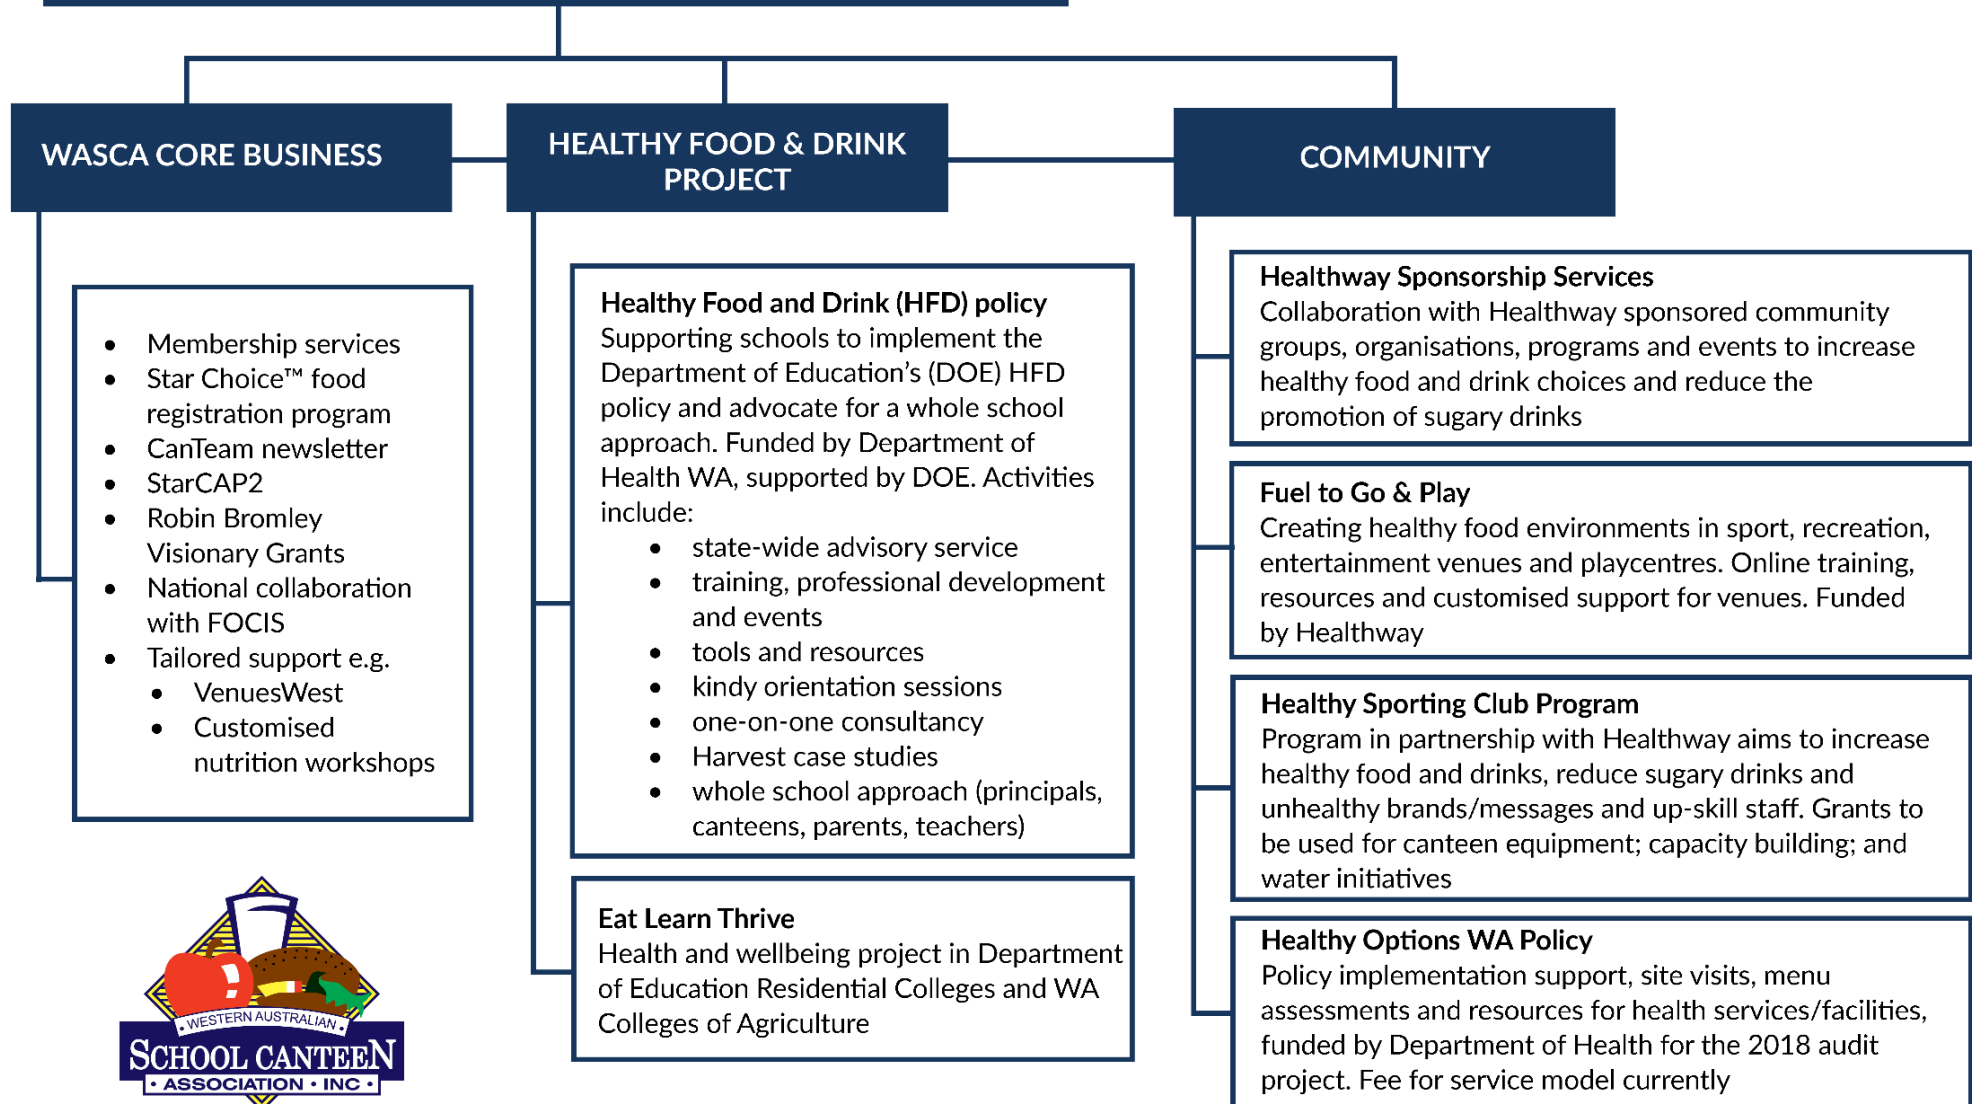 WASCA CORE BUSINESS
• Membership services
• Star Choice™ food
registration program
• CanTeam newsletter
• StarCAP2
• Robin Bromley
Visionary Grants
• National collaboration
with FOCIS
• Tailored support e.g.
• VenuesWest
• Customised
nutrition workshops
HEALTHY FOOD & DRINK
PROJECT
Healthy Food and Drink (HFD) policy
Supporting schools to implement the
Department of Education’s (DOE) HFD
policy and advocate for a whole school
approach. Funded by Department of
Health WA, supported by DOE. Activities
include:
• state-wide advisory service
• training, professional development
and events
• tools and resources
• kindy orientation sessions
• one-on-one consultancy
• Harvest case studies
• whole school approach (principals,
canteens, parents, teachers)
Eat Learn Thrive
Health and wellbeing project in Department
of Education Residential Colleges and WA
Colleges of Agriculture
COMMUNITY
Healthway Sponsorship Services
Collaboration with Healthway sponsored community
groups, organisations, programs and events to increase
healthy food and drink choices and reduce the
promotion of sugary drinks
Fuel to Go & Play
Creating healthy food environments in sport, recreation,
entertainment venues and playcentres. Online training,
resources and customised support for venues. Funded
by Healthway
Healthy Sporting Club Program
Program in partnership with Healthway aims to increase
healthy food and drinks, reduce sugary drinks and
unhealthy brands/messages and up-skill staff. Grants to
be used for canteen equipment; capacity building; and
water initiatives
Healthy Options WA Policy
Policy implementation support, site visits, menu
assessments and resources for health services/facilities,
funded by Department of Health for the 2018 audit
project. Fee for service model currently
• WESTERN AUSTRALIAN •
SCHOOL CANTEEN
• ASSOCIATION • INC •